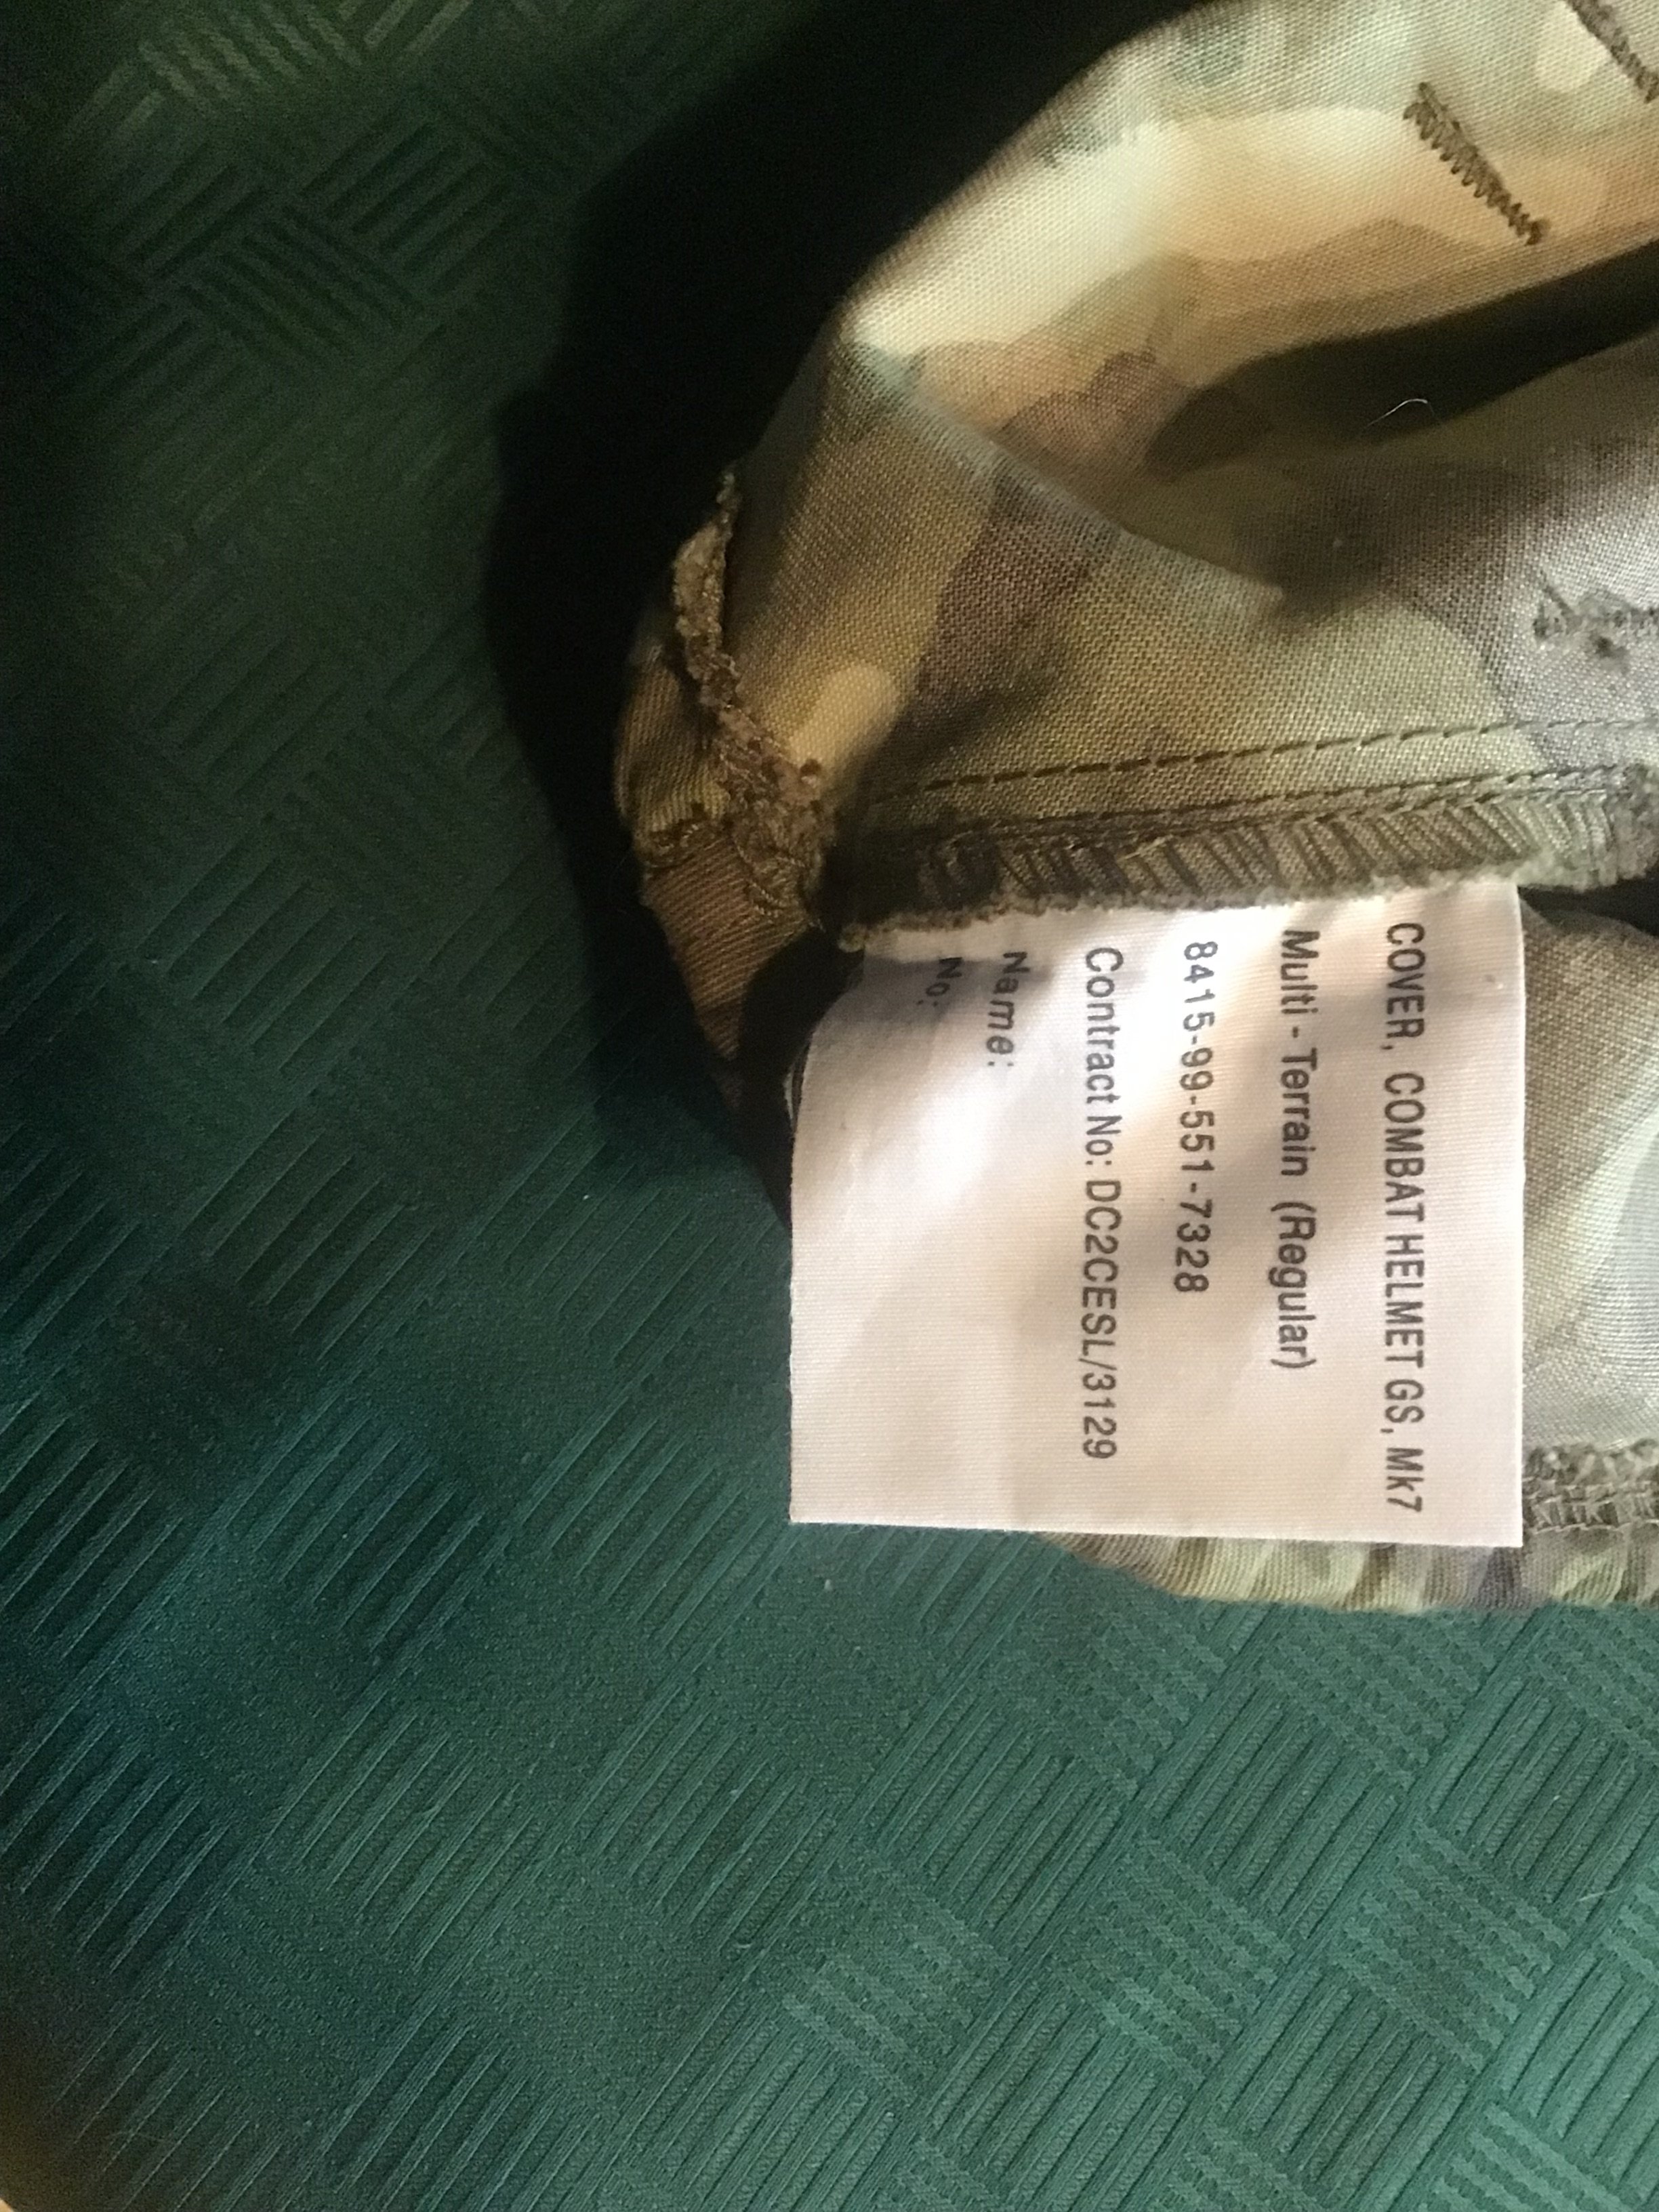 COVER, COMBAT HELMET GS, Mk7
Multi - Terrain (Regular)
8415-99-551-7328
Contract No: DC2CESL/3129
Name:
No: